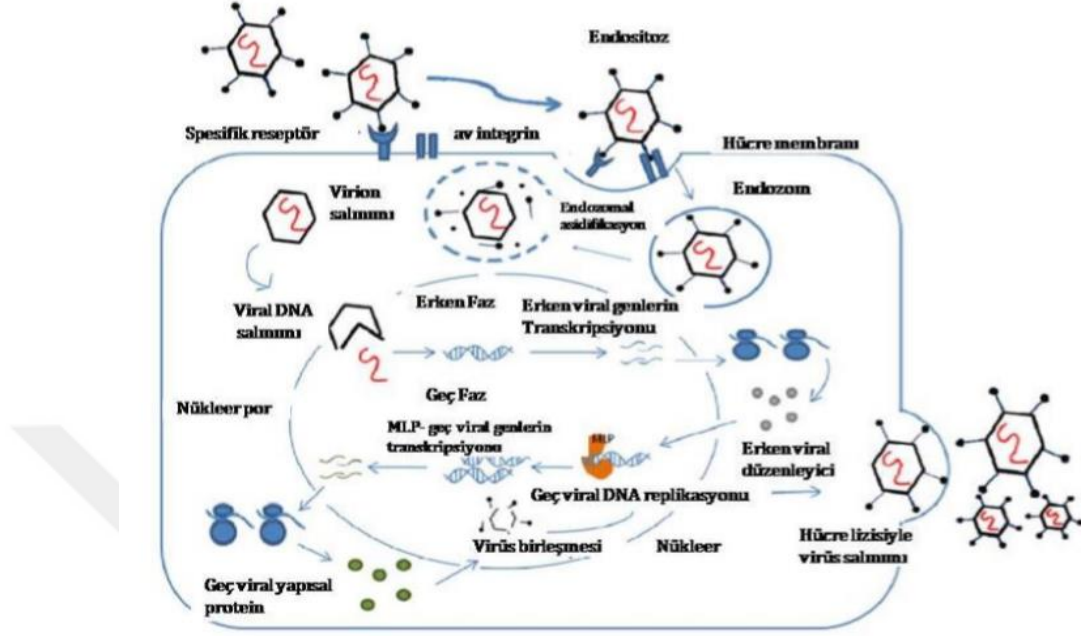 Endositoz
Spesifik reseptör
av integrin
Hücre membranı
Virion
salınımı
Endozomal
asidifikasyon
Endozom
Viral DNA
salınımı
Erken Faz
Erken viral genlerin
Transkripsiyonu
Nükleer por
Geç Faz
MLP- geç viral genlerin
transkripsiyonu
MLP
Erken viral
düzenleyici
Geç viral DNA replikasyonu
Virüs birleşmesi
Nükleer
Hücre lizisiyle
virüs salınımı
Geç viral yapısal
protein